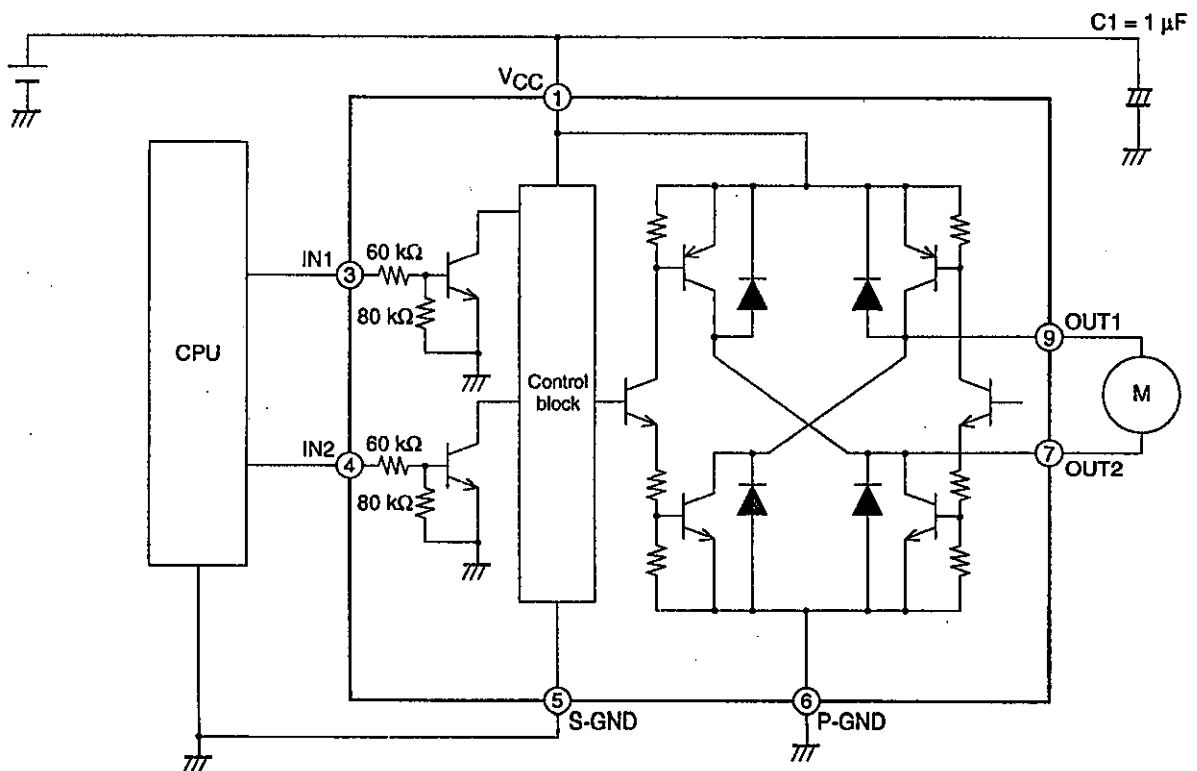 C1 = 1 μF
VCC
1
IN1
3
60 kΩ
80 kΩ
CPU
Control
block
9
OUT1
M
IN2
4
60 kΩ
80 kΩ
7
OUT2
5
S-GND
6
P-GND